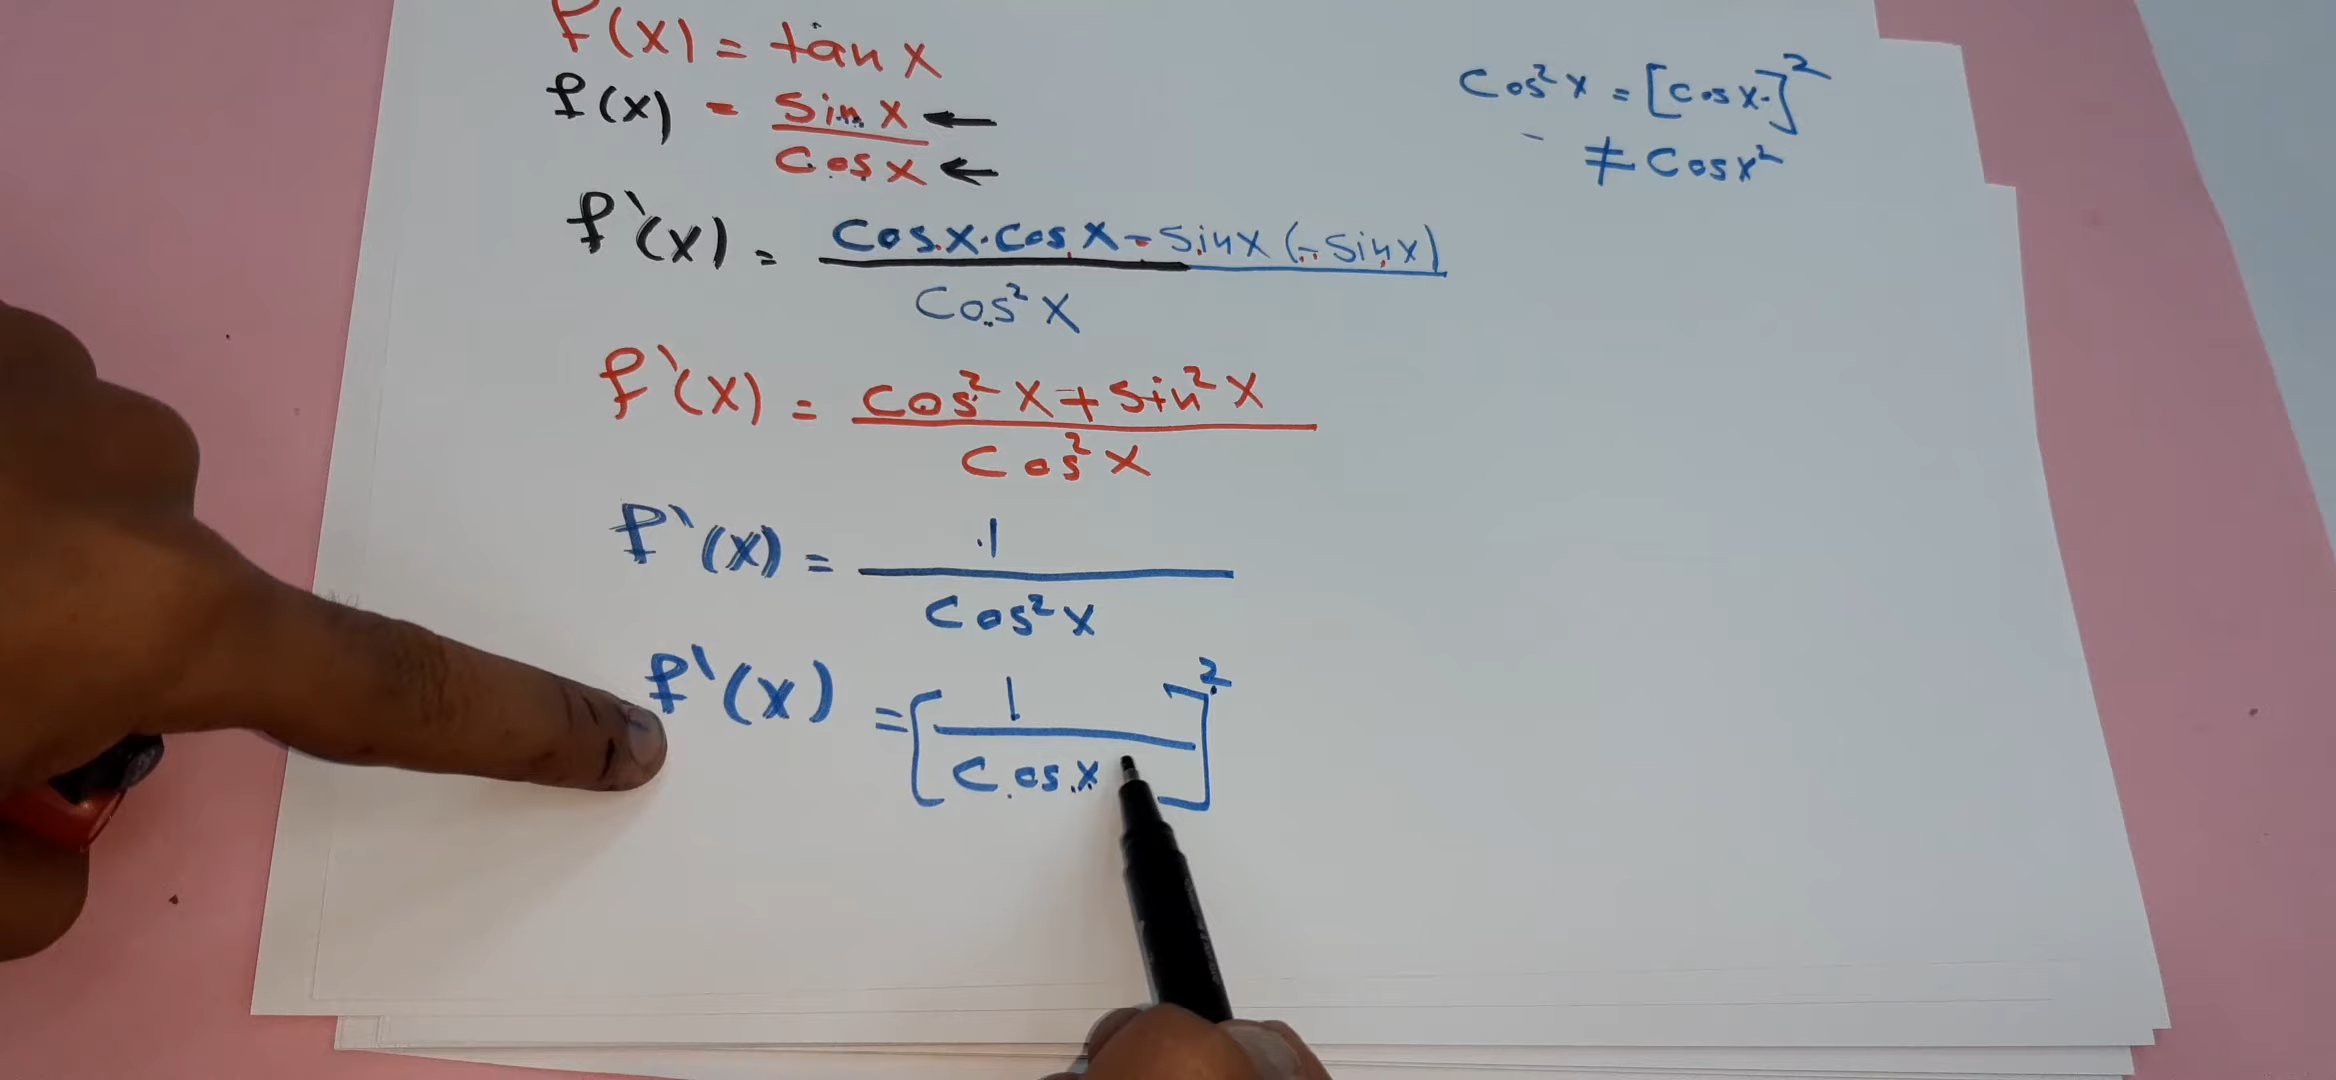 f(x) = tan x
f(x) = sin x / cos x
f'(x) = cos x · cos x - sin x (- sin x) / cos² x
f'(x) = cos² x + sin² x / cos² x
f'(x) = 1 / cos² x
f'(x) = [1 / cos x]²
cos² x = [cos x]²
≠ cos x²